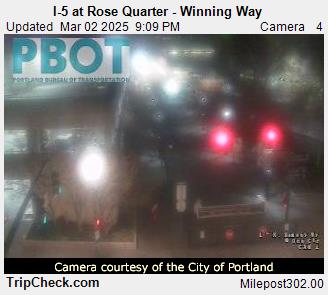 I-5 at Rose Quarter - Winning Way
Updated Mar 02 2025 9:09 PM Camera 4
PBOT
PORTLAND BUREAU OF TRANSPORTATION
Camera courtesy of the City of Portland
TripCheck.com Milepost302.00